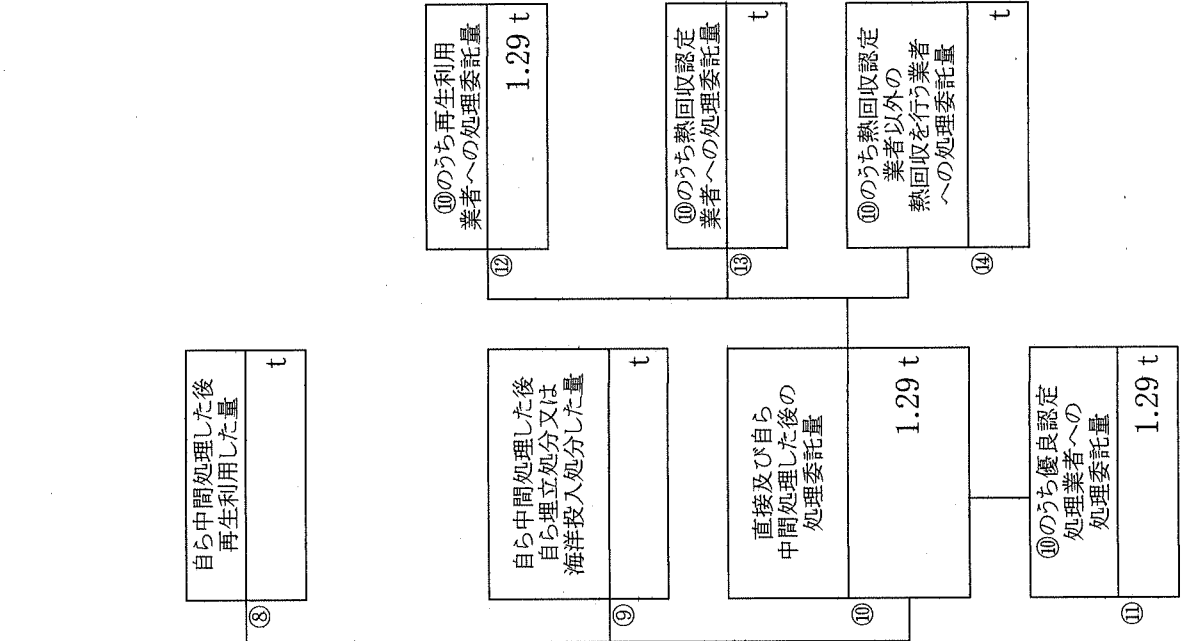 ⑧
自ら中間処理した後
再生利用した量
t
⑨
自ら中間処理した後
自ら埋立処分又は
海洋投入処分した量
t
⑩
直接及び自ら
中間処理した後の
処理委託量
1.29 t
⑪
⑩のうち優良認定
処理業者への
処理委託量
1.29 t
⑫
⑩のうち再生利用
業者への処理委託量
1.29 t
⑬
⑩のうち熱回収認定
業者への処理委託量
t
⑭
⑩のうち熱回収認定
業者以外の
熱回収を行う業者
への処理委託量
t